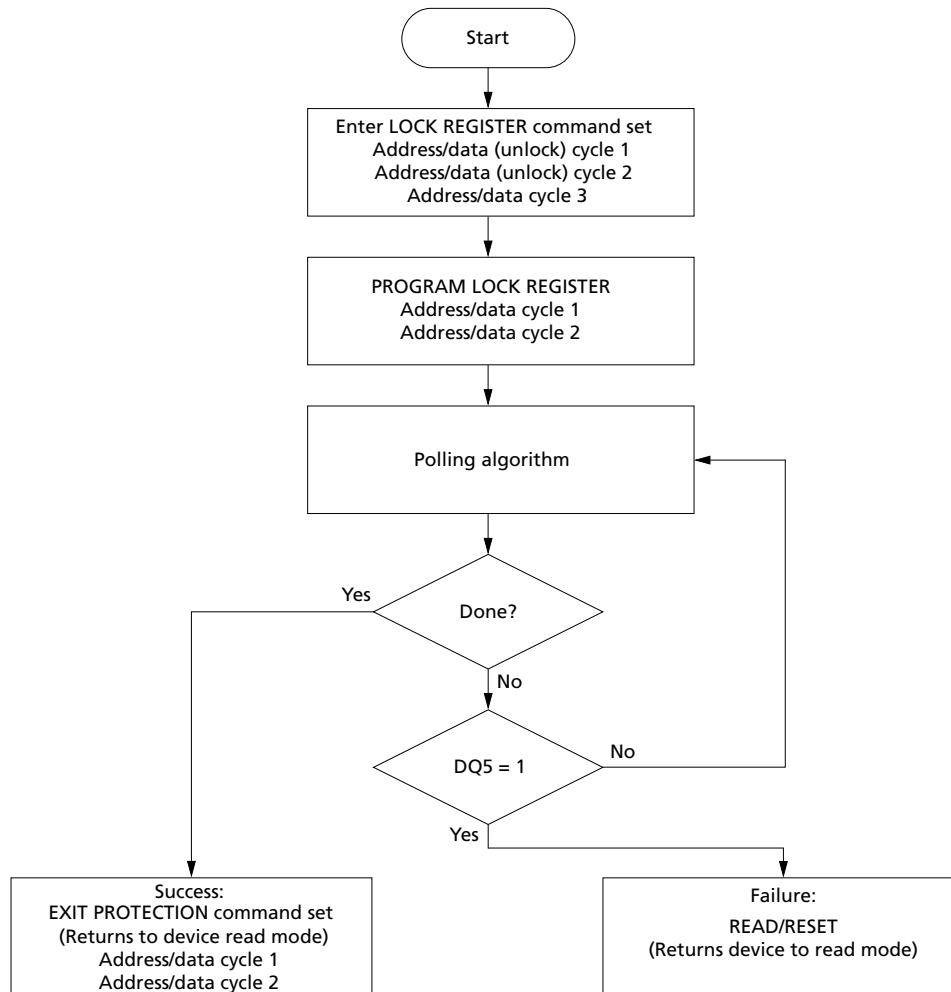 Start
Enter LOCK REGISTER command set
Address/data (unlock) cycle 1
Address/data (unlock) cycle 2
Address/data cycle 3
PROGRAM LOCK REGISTER
Address/data cycle 1
Address/data cycle 2
Polling algorithm
Yes
Done?
No
DQ5 = 1
No
Yes
Success:
EXIT PROTECTION command set
(Returns to device read mode)
Address/data cycle 1
Address/data cycle 2
Failure:
READ/RESET
(Returns device to read mode)